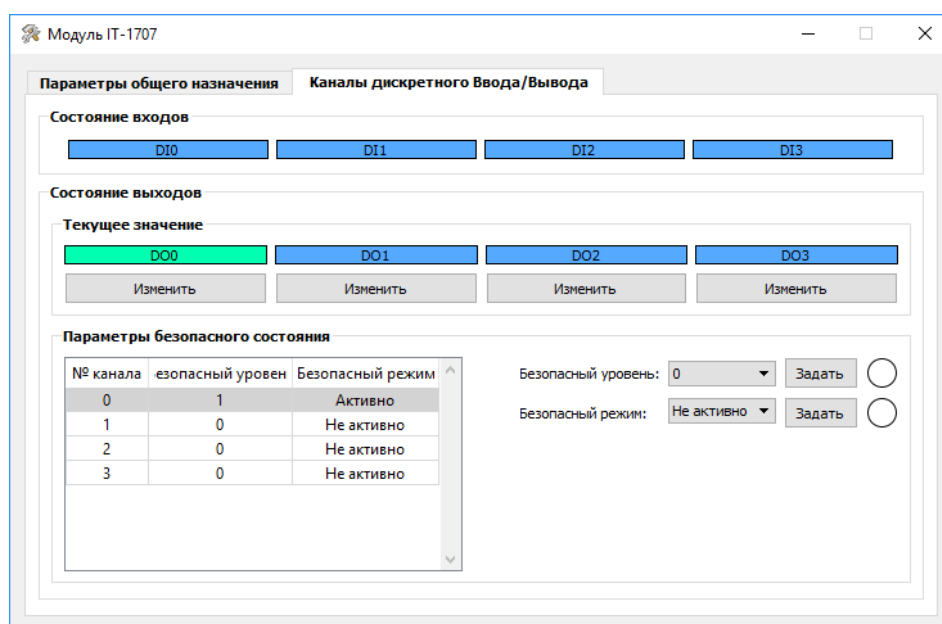 Модуль IT-1707
Параметры общего назначения Каналы дискретного Ввода/Вывода
Состояние входов
DI0 DI1 DI2 DI3
Состояние выходов
Текущее значение
DO0 DO1 DO2 DO3
Изменить Изменить Изменить Изменить
Параметры безопасного состояния
№ канала езопасный уровен Безопасный режим
0 1 Активно
1 0 Не активно
2 0 Не активно
3 0 Не активно
Безопасный уровень: 0 Задать
Безопасный режим: Не активно Задать